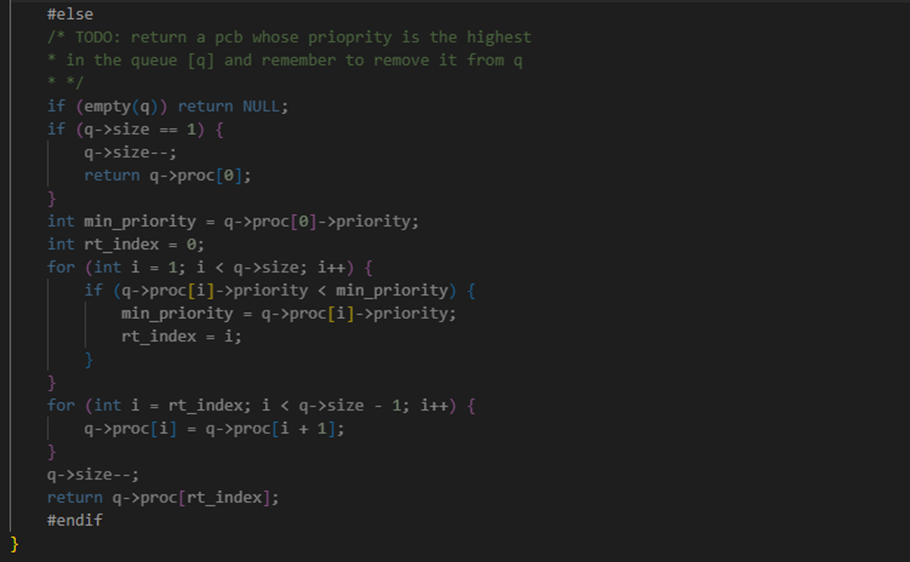 #else
/* TODO: return a pcb whose prioprity is the highest
* in the queue [q] and remember to remove it from q
* */
if (empty(q)) return NULL;
if (q->size == 1) {
q->size--;
return q->proc[0];
}
int min_priority = q->proc[0]->priority;
int rt_index = 0;
for (int i = 1; i < q->size; i++) {
if (q->proc[i]->priority < min_priority) {
min_priority = q->proc[i]->priority;
rt_index = i;
}
}
for (int i = rt_index; i < q->size - 1; i++) {
q->proc[i] = q->proc[i + 1];
}
q->size--;
return q->proc[rt_index];
#endif
}